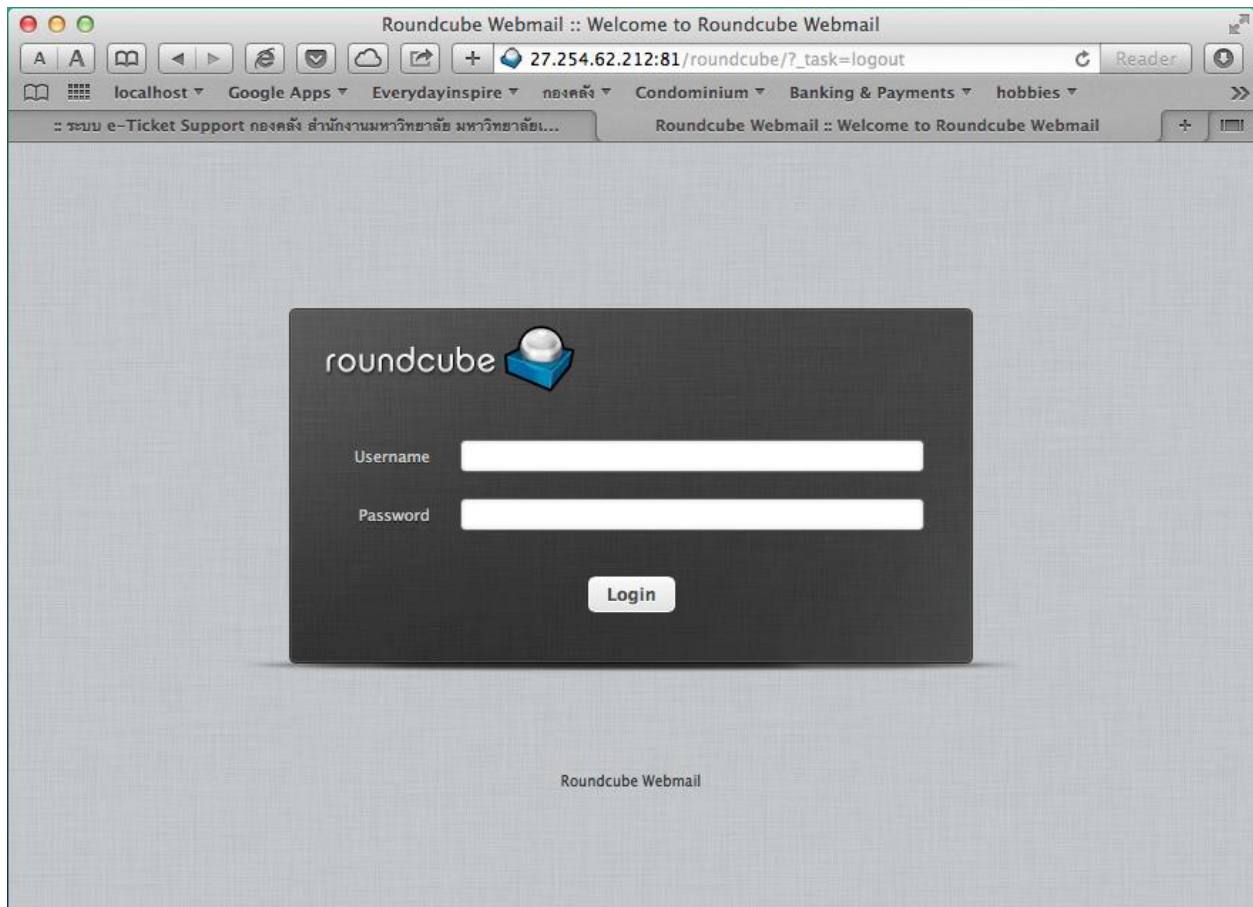 Roundcube Webmail :: Welcome to Roundcube Webmail
A A 27.254.62.212:81/roundcube/?_task=logout Reader
localhost Google Apps Everydayinspire กองคลัง Condominium Banking & Payments hobbies
:: ระบบ e-Ticket Support กองคลัง สำนักงานมหาวิทยาลัย มหาวิทยาลัยเ... Roundcube Webmail :: Welcome to Roundcube Webmail
roundcube
Username
Password
Login
Roundcube Webmail